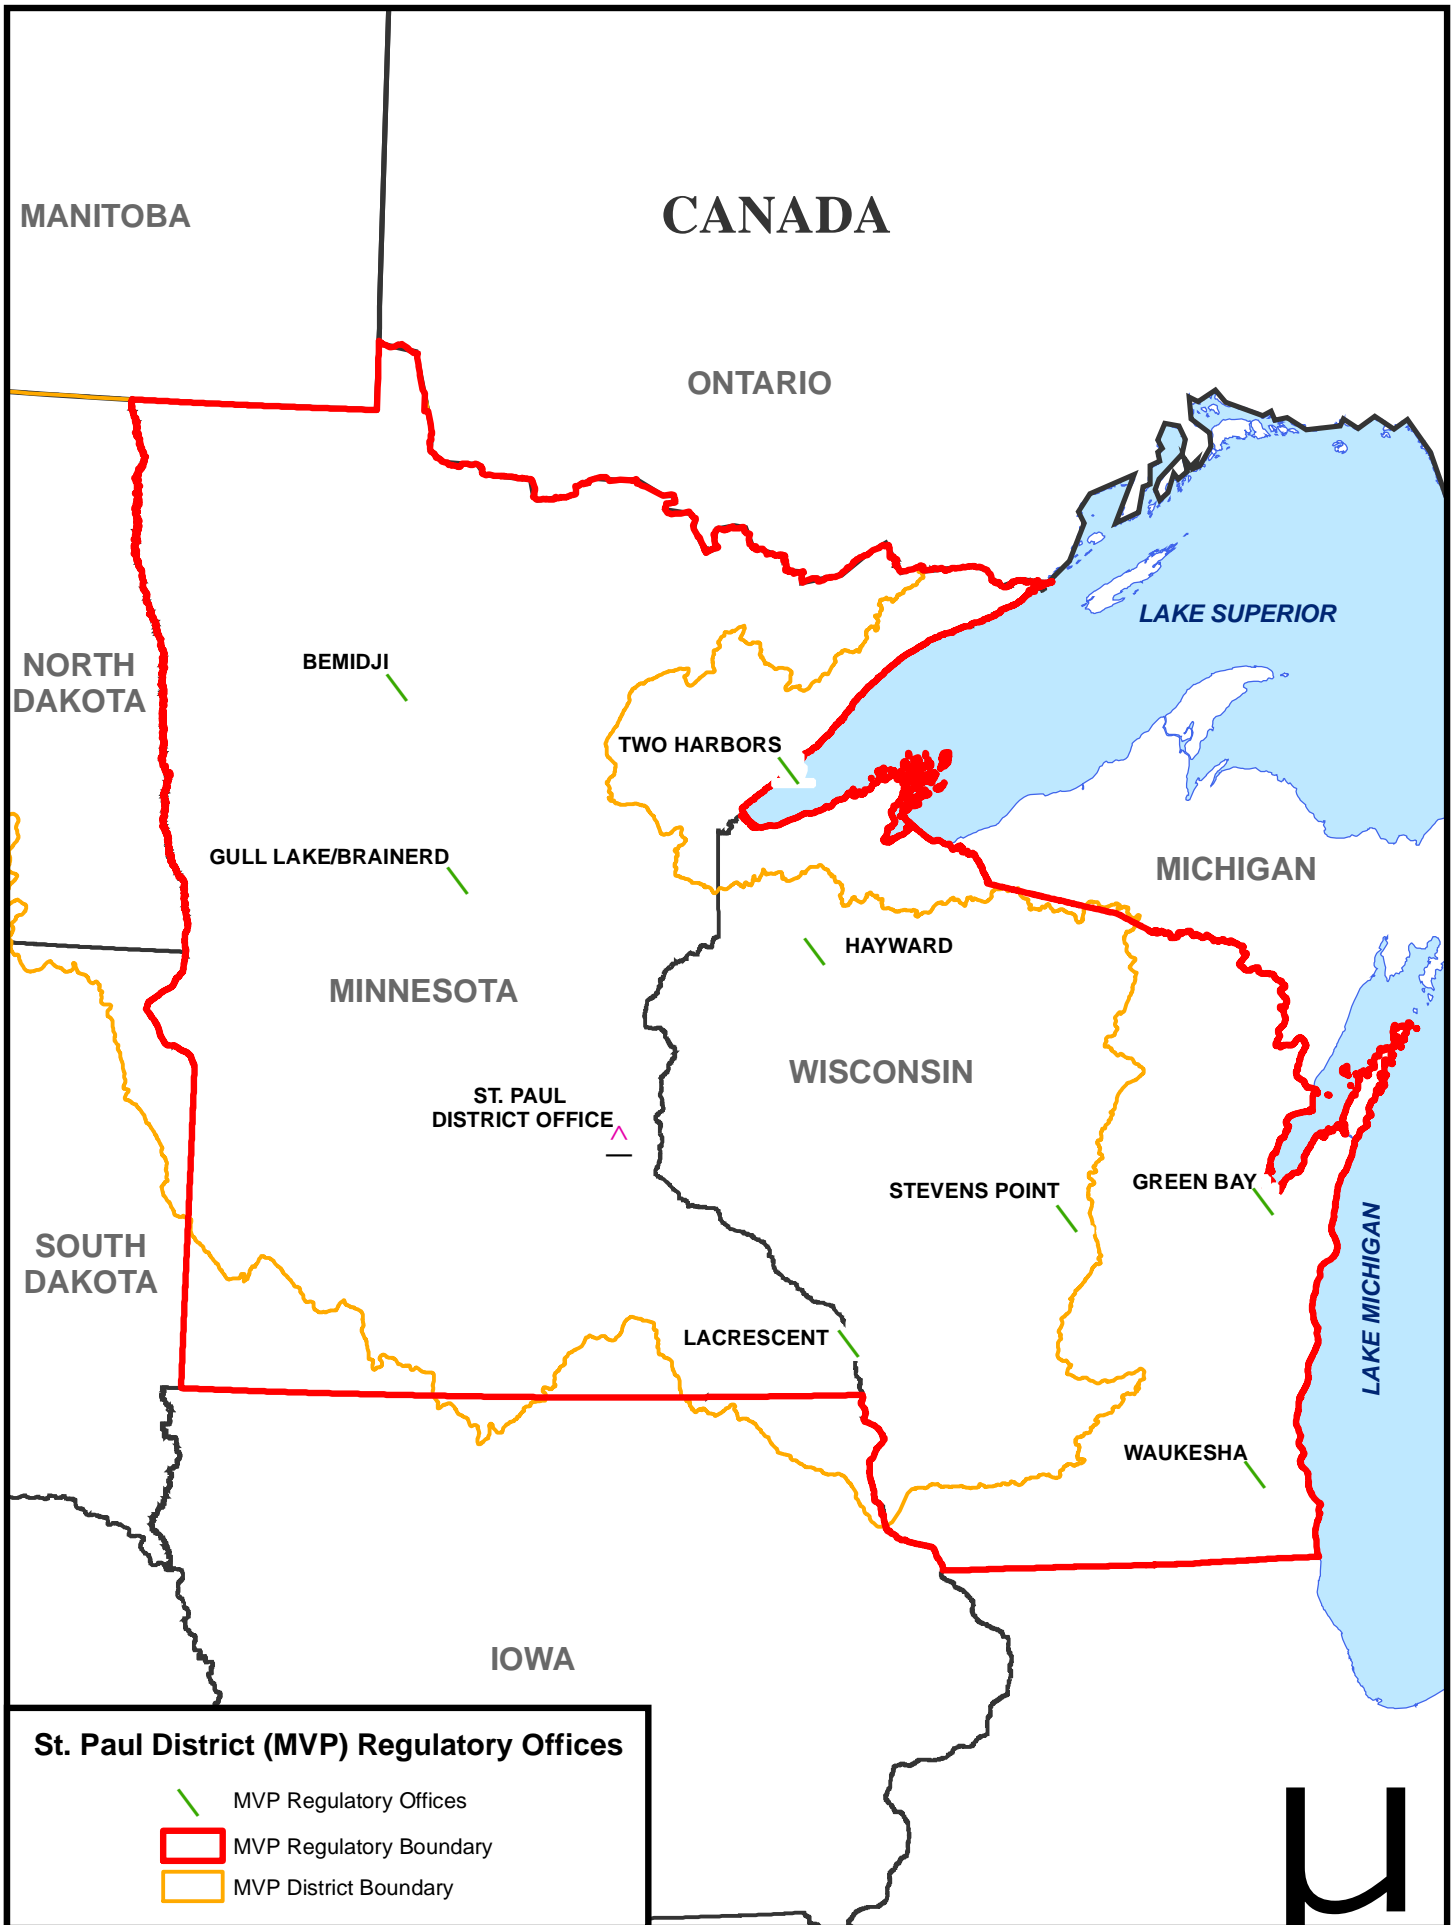 MANITOBA
CANADA
ONTARIO
LAKE SUPERIOR
NORTH
DAKOTA
BEMIDJI
TWO HARBORS
GULL LAKE/BRAINERD
MICHIGAN
HAYWARD
MINNESOTA
WISCONSIN
ST. PAUL
DISTRICT OFFICE
^
STEVENS POINT
GREEN BAY
SOUTH
DAKOTA
LAKE MICHIGAN
LACRESCENT
WAUKESHA
IOWA
St. Paul District (MVP) Regulatory Offices
\ MVP Regulatory Offices
MVP Regulatory Boundary
MVP District Boundary
µ